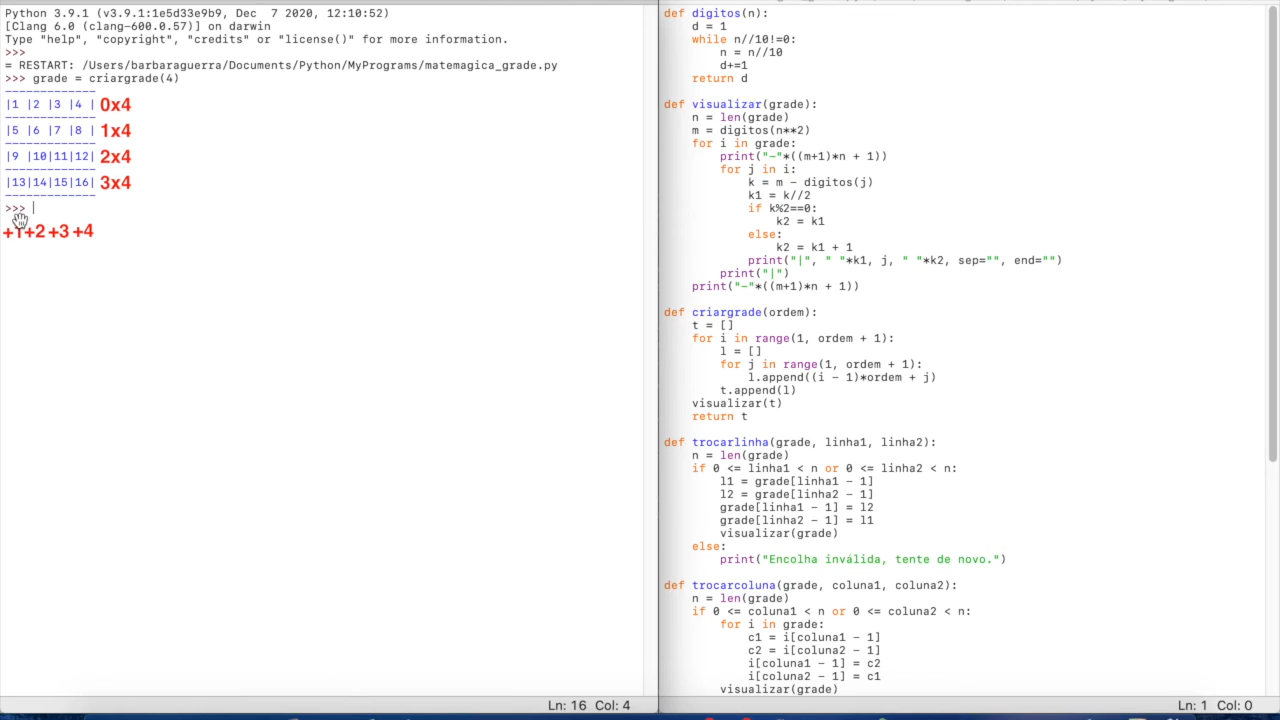 Python 3.9.1 (v3.9.1:1e5d33e9b9, Dec  7 2020, 12:10:52)
[Clang 6.0 (clang-600.0.57)] on darwin
Type "help", "copyright", "credits" or "license()" for more information.
>>>
= RESTART: /Users/barbaraguerra/Documents/Python/MyPrograms/matemagica_grade.py
>>> grade = criargrade(4)
-------------
|1 |2 |3 |4 | 0x4
-------------
|5 |6 |7 |8 | 1x4
-------------
|9 |10|11|12| 2x4
-------------
|13|14|15|16| 3x4
-------------
>>>
+1+2+3+4
Ln: 16 Col: 4
def digitos(n):
    d = 1
    while n//10!=0:
        n = n//10
        d+=1
    return d
def visualizar(grade):
    n = len(grade)
    m = digitos(n**2)
    for i in grade:
        print("-"*((m+1)*n + 1))
        for j in i:
            k = m - digitos(j)
            k1 = k//2
            if k%2==0:
                k2 = k1
            else:
                k2 = k1 + 1
            print("|", " "*k1, j, " "*k2, sep="", end="")
        print("|")
    print("-"*((m+1)*n + 1))
def criargrade(ordem):
    t = []
    for i in range(1, ordem + 1):
        l = []
        for j in range(1, ordem + 1):
            l.append((i - 1)*ordem + j)
        t.append(l)
    visualizar(t)
    return t
def trocarlinha(grade, linha1, linha2):
    n = len(grade)
    if 0 <= linha1 < n or 0 <= linha2 < n:
        l1 = grade[linha1 - 1]
        l2 = grade[linha2 - 1]
        grade[linha1 - 1] = l2
        grade[linha2 - 1] = l1
        visualizar(grade)
    else:
        print("Encolha inválida, tente de novo.")
def trocarcoluna(grade, coluna1, coluna2):
    n = len(grade)
    if 0 <= coluna1 < n or 0 <= coluna2 < n:
        for i in grade:
            c1 = i[coluna1 - 1]
            c2 = i[coluna2 - 1]
            i[coluna1 - 1] = c2
            i[coluna2 - 1] = c1
        visualizar(grade)
Ln: 1 Col: 0